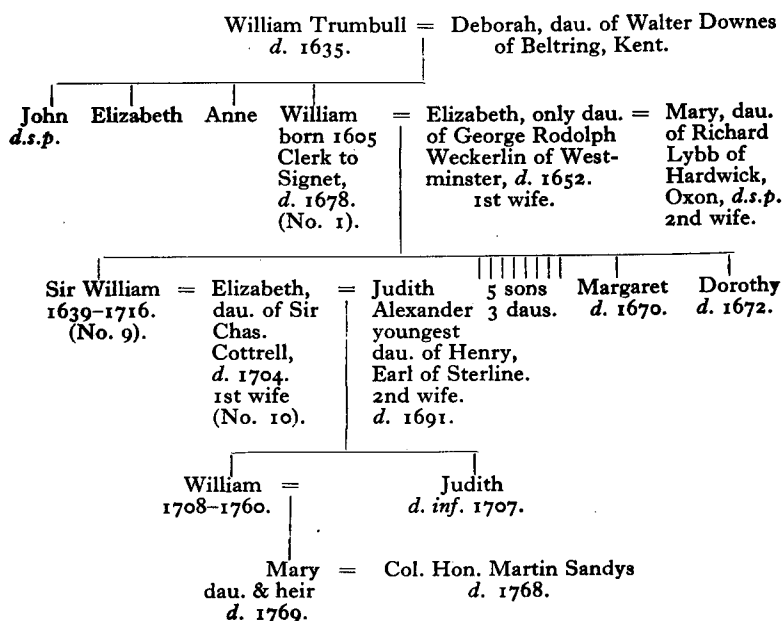 William Trumbull = Deborah, dau. of Walter Downes
d. 1635. of Beltring, Kent.
John
d.s.p.
Elizabeth
Anne
William
born 1605
Clerk to
Signet,
d. 1678.
(No. 1).
=
Elizabeth, only dau.
of George Rodolph
Weckerlin of West-
minster, d. 1652.
1st wife.
=
Mary, dau.
of Richard
Lybb of
Hardwick,
Oxon, d.s.p.
2nd wife.
Sir William
1639–1716.
(No. 9).
=
Elizabeth,
dau. of Sir
Chas.
Cottrell,
d. 1704.
1st wife
(No. 10).
=
Judith
Alexander
youngest
dau. of Henry,
Earl of Sterline.
2nd wife.
d. 1691.
5 sons
3 daus.
Margaret
d. 1670.
Dorothy
d. 1672.
William =
1708–1760.
Judith
d. inf. 1707.
Mary
dau. & heir
d. 1769.
=
Col. Hon. Martin Sandys
d. 1768.